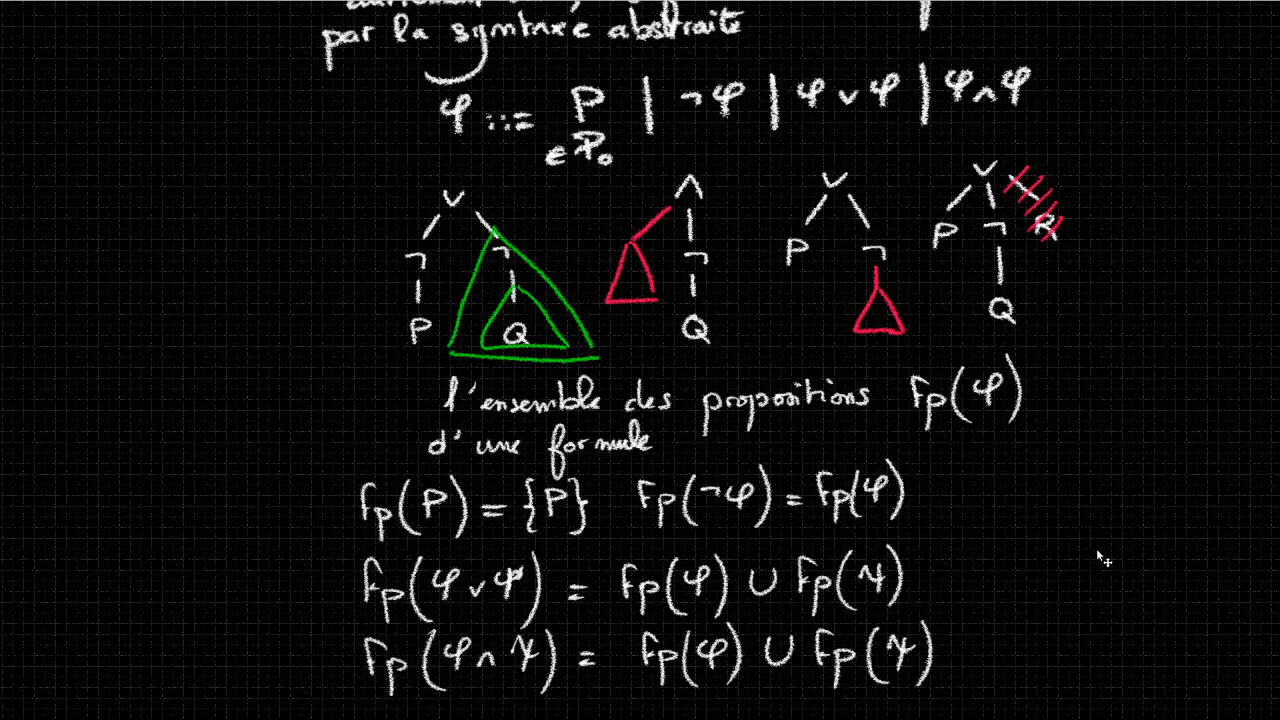 par la syntaxe abstraite
φ ::= P | ¬φ | φ ∨ φ | φ ∧ φ
∈ P₀
∨ ∧ ∨ ∨
¬ ¬ ¬ P ¬ P ¬ R
P Q Q Q
l'ensemble des propositions fp(φ)
d'une formule
fp(P) = {P} fp(¬φ) = fp(φ)
fp(φ ∨ ψ) = fp(φ) ∪ fp(ψ)
fp(φ ∧ ψ) = fp(φ) ∪ fp(ψ)